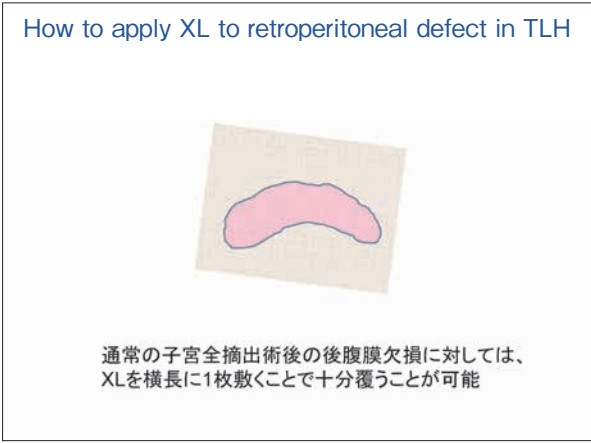 How to apply XL to retroperitoneal defect in TLH
通常の子宮全摘出術後の後腹膜欠損に対しては、
XLを横長に1枚敷くことで十分覆うことが可能